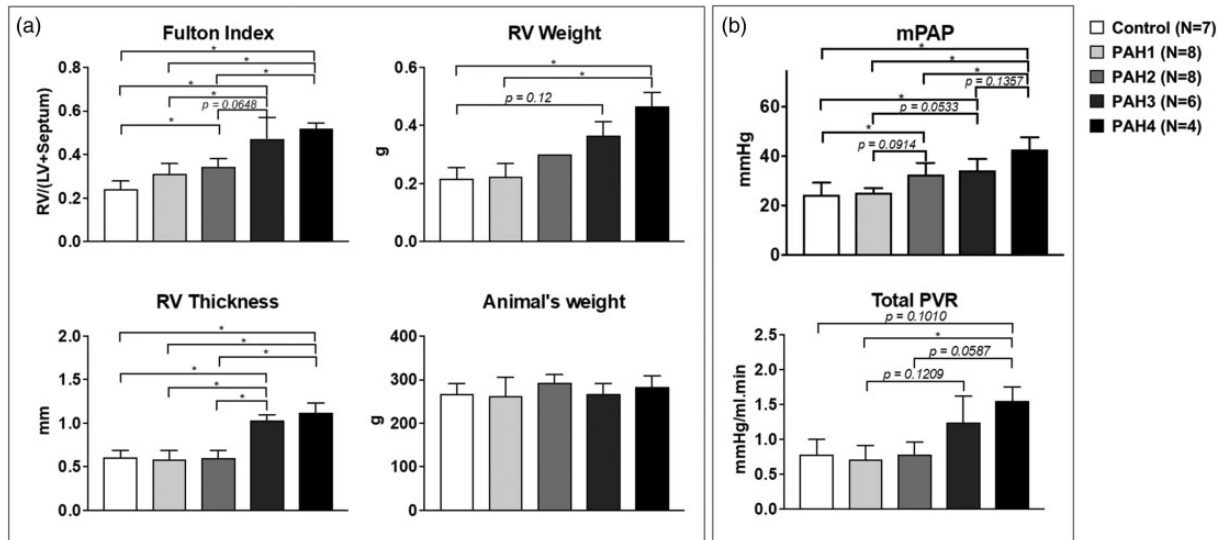 (a)
Fulton Index
RV/(LV+Septum)
0.8
0.6
0.4
0.2
0.0
*
*
*
*
*
p = 0.0648
*
RV Weight
g
0.6
0.4
0.2
0.0
*
*
p = 0.12
RV Thickness
mm
2.0
1.5
1.0
0.5
0.0
*
*
*
*
*
*
Animal's weight
g
400
300
200
100
0
(b)
mPAP
mmHg
60
40
20
0
*
*
*
p = 0.1357
*
p = 0.0533
*
p = 0.0914
Total PVR
mmHg/ml.min
2.5
2.0
1.5
1.0
0.5
0.0
p = 0.1010
*
p = 0.0587
p = 0.1209
Control (N=7)
PAH1 (N=8)
PAH2 (N=8)
PAH3 (N=6)
PAH4 (N=4)